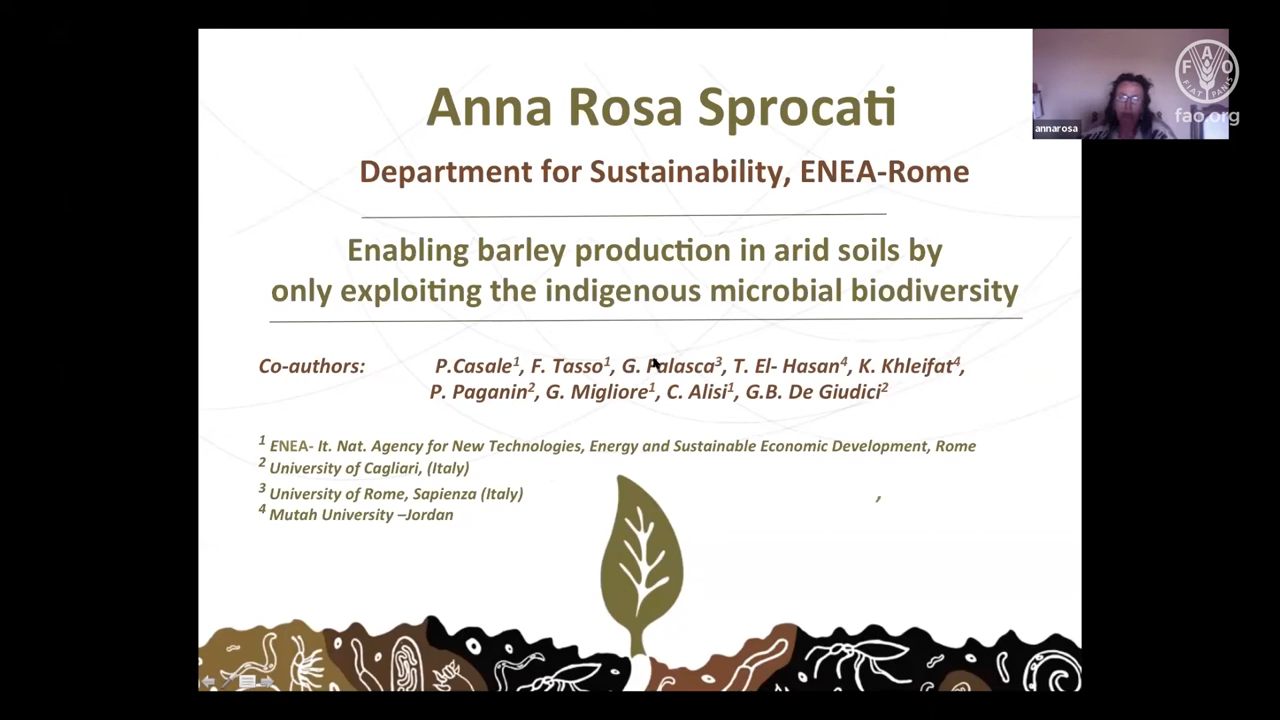 Anna Rosa Sprocati
Department for Sustainability, ENEA-Rome
Enabling barley production in arid soils by
only exploiting the indigenous microbial biodiversity
Co-authors: P.Casale1, F. Tasso1, G. Palasca3, T. El- Hasan4, K. Khleifat4,
P. Paganin2, G. Migliore1, C. Alisi1, G.B. De Giudici2
1 ENEA- It. Nat. Agency for New Technologies, Energy and Sustainable Economic Development, Rome
2 University of Cagliari, (Italy)
3 University of Rome, Sapienza (Italy) ,
4 Mutah University –Jordan
annarosa
F A O
FIAT PANIS
fao.org